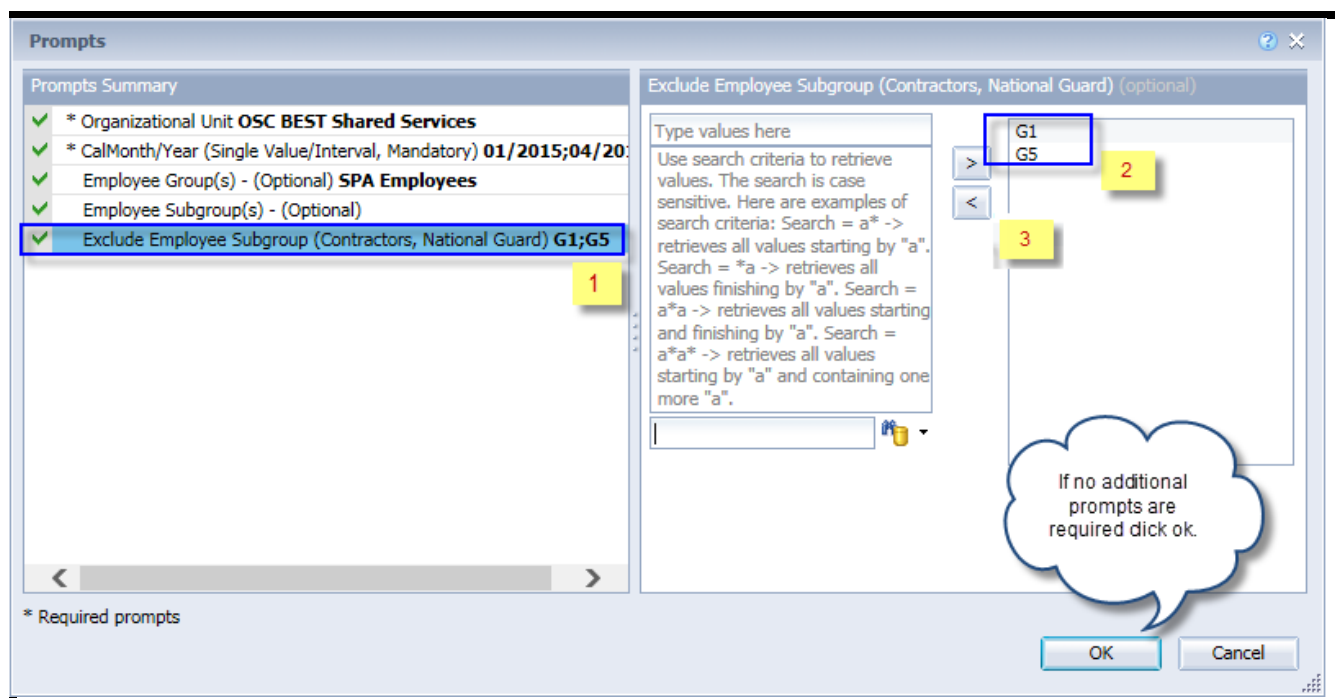 Prompts
Prompts Summary
* Organizational Unit OSC BEST Shared Services
* CalMonth/Year (Single Value/Interval, Mandatory) 01/2015;04/20
Employee Group(s) - (Optional) SPA Employees
Employee Subgroup(s) - (Optional)
Exclude Employee Subgroup (Contractors, National Guard) G1;G5
1
Exclude Employee Subgroup (Contractors, National Guard) (optional)
Type values here
Use search criteria to retrieve
values. The search is case
sensitive. Here are examples of
search criteria: Search = a* ->
retrieves all values starting by "a".
Search = *a -> retrieves all
values finishing by "a". Search =
a*a -> retrieves all values starting
and finishing by "a". Search =
a*a* -> retrieves all values
starting by "a" and containing one
more "a".
>
<
G1
G5
2
3
If no additional
prompts are
required click ok.
* Required prompts
OK
Cancel